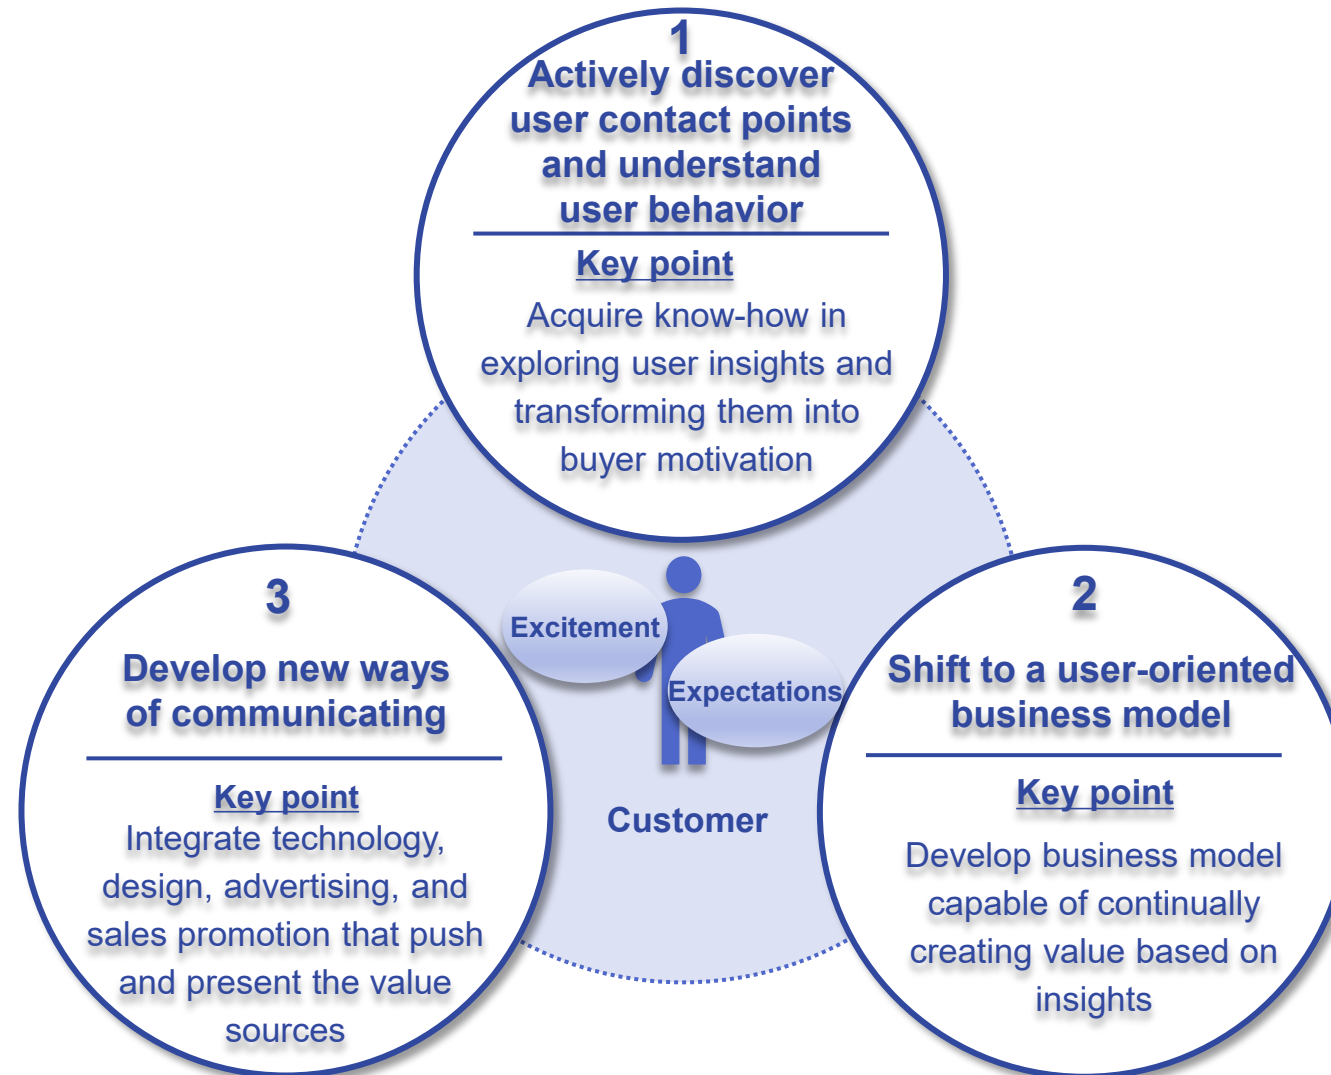 1
Actively discover
user contact points
and understand
user behavior
Key point
Acquire know-how in
exploring user insights and
transforming them into
buyer motivation
Excitement
Expectations
Customer
2
Shift to a user-oriented
business model
Key point
Develop business model
capable of continually
creating value based on
insights
3
Develop new ways
of communicating
Key point
Integrate technology,
design, advertising, and
sales promotion that push
and present the value
sources